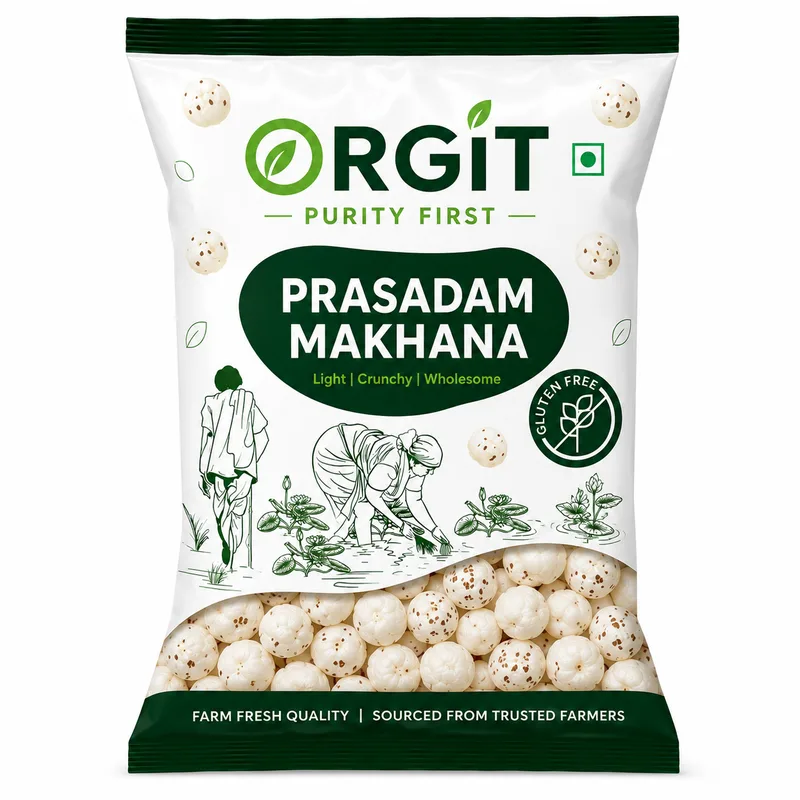 ORGIT
PURITY FIRST
PRASADAM
MAKHANA
Light | Crunchy | Wholesome
GLUTEN FREE
FARM FRESH QUALITY | SOURCED FROM TRUSTED FARMERS